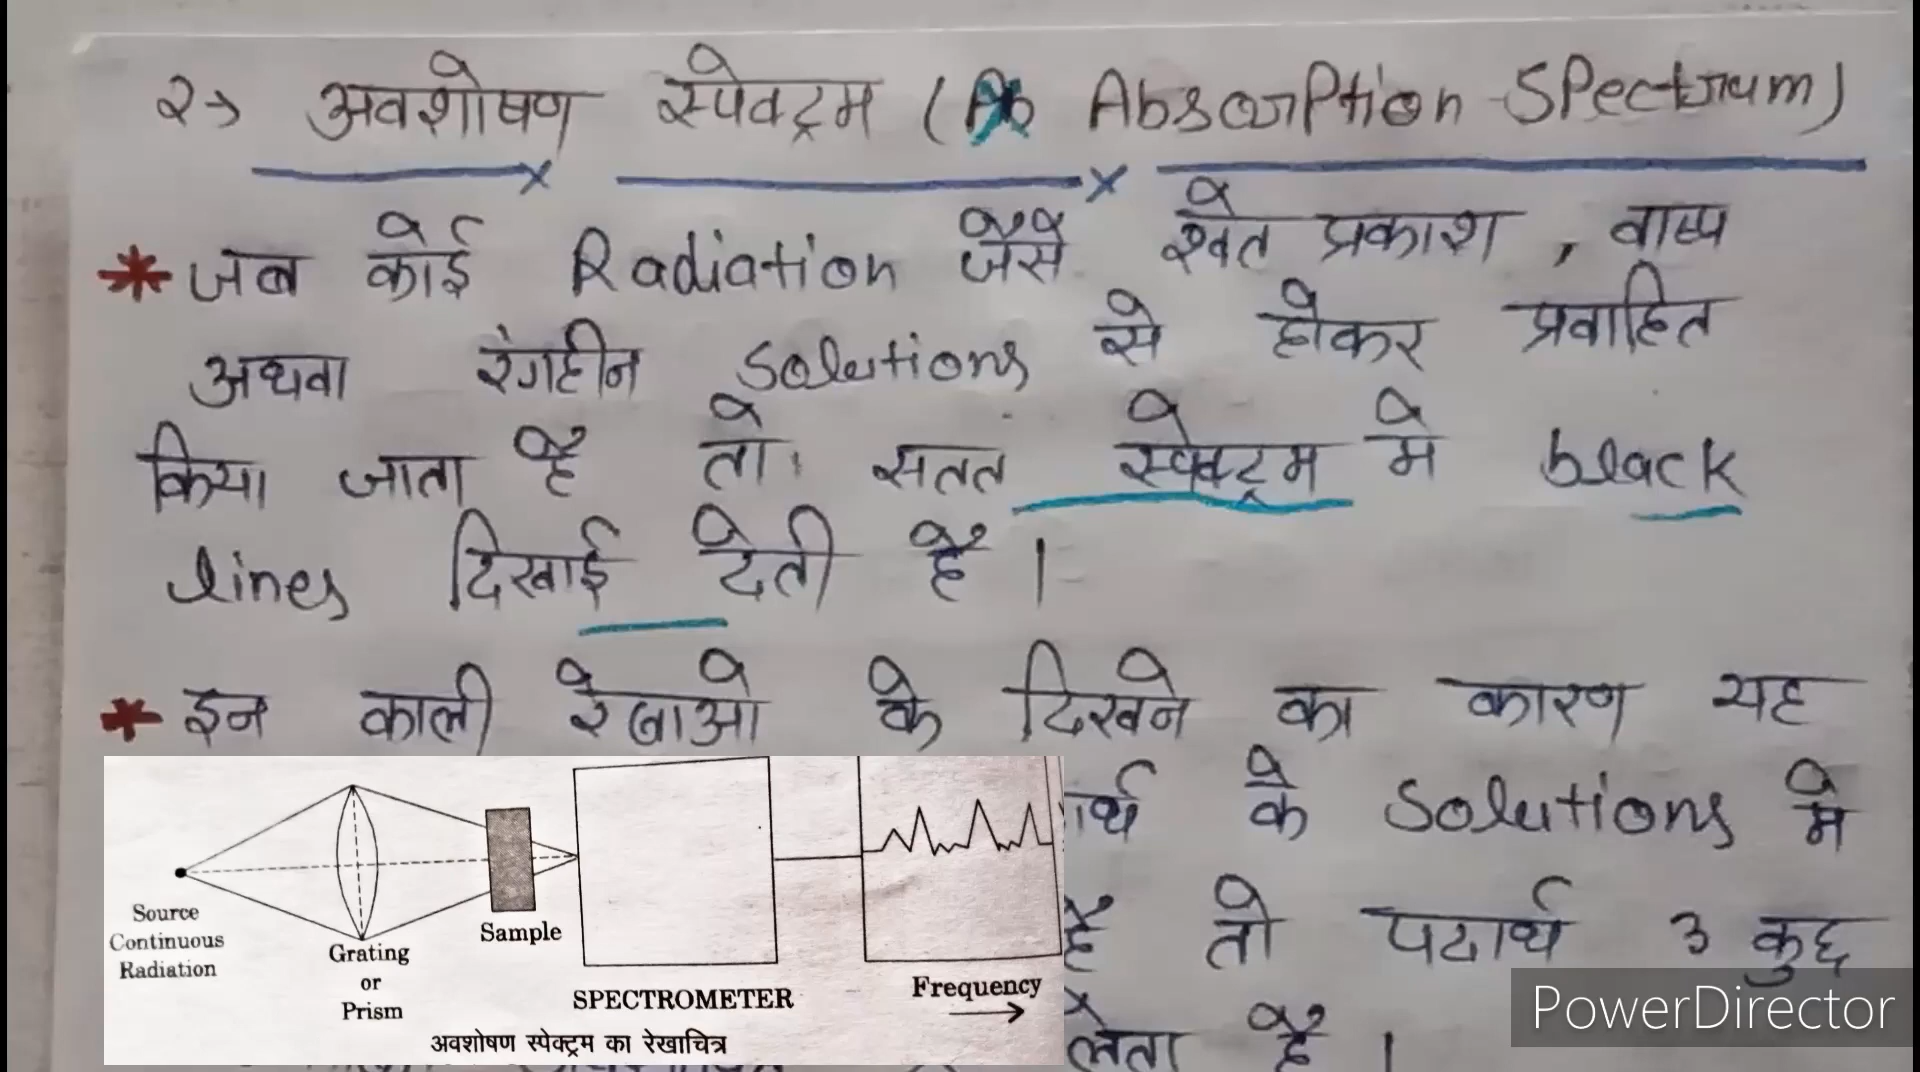 २→ अवशोषण स्पेक्ट्रम ( Absorption Spectrum)
* जब कोई Radiation जैसे श्वेत प्रकाश , वाष्प
अथवा रंगहीन Solutions से होकर प्रवाहित
किया जाता है तो सतत स्पेक्ट्रम मे black
lines दिखाई देती है ।
* इन काली रेखाओ के दिखने का कारण यह
के Solutions मे
है तो पदार्थ उ कुछ
लेता है ।
Source
Continuous
Radiation
Grating
or
Prism
Sample
SPECTROMETER
Frequency
→
अवशोषण स्पेक्ट्रम का रेखाचित्र
PowerDirector